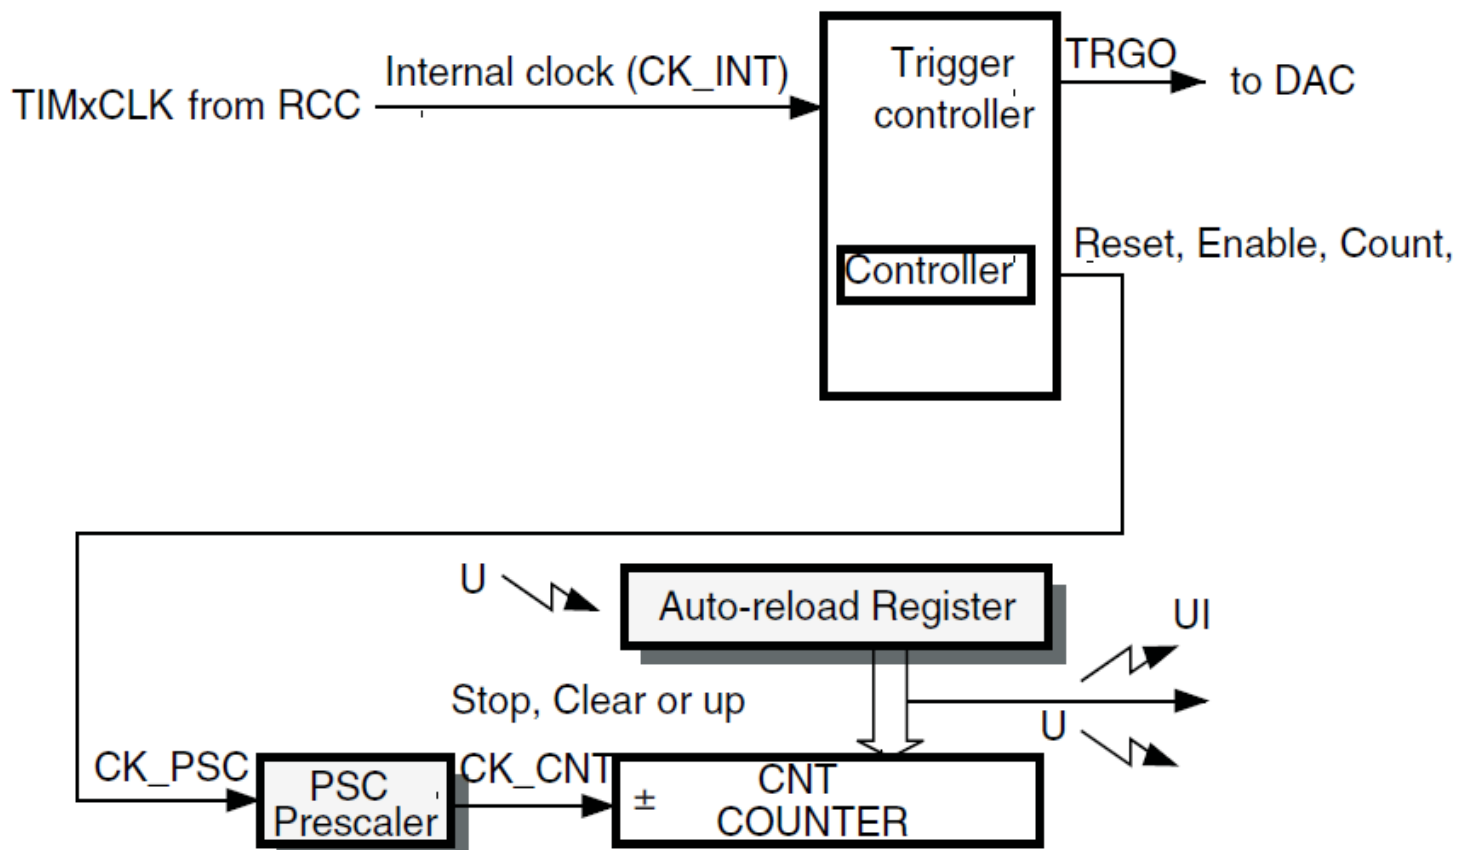 TIMxCLK from RCC
Internal clock (CK_INT)
Trigger
controller
TRGO
to DAC
Controller
Reset, Enable, Count,
U
Auto-reload Register
UI
Stop, Clear or up
U
CK_PSC
PSC
Prescaler
CK_CNT
±
CNT
COUNTER